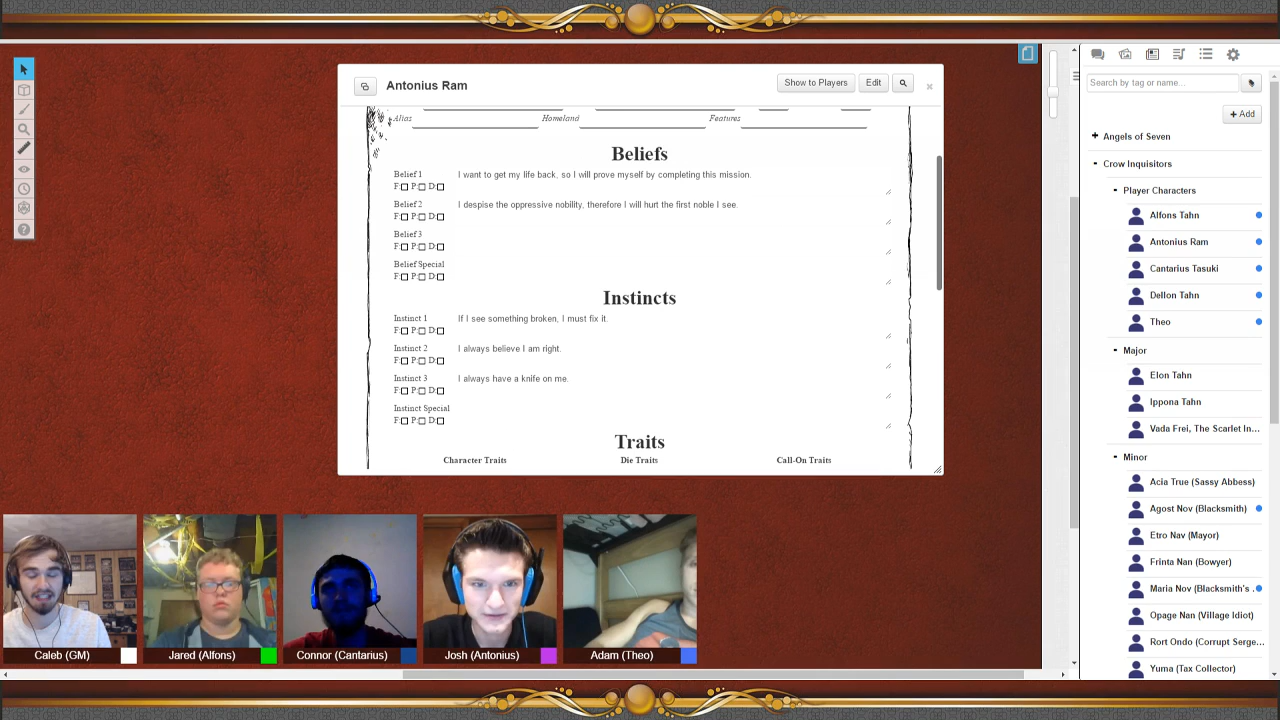 Antonius Ram
Show to Players
Edit
Alias
Homeland
Features
Beliefs
Belief 1
I want to get my life back, so I will prove myself by completing this mission.
F: P: D:
Belief 2
I despise the oppressive nobility, therefore I will hurt the first noble I see.
F: P: D:
Belief 3
F: P: D:
Belief Special
F: P: D:
Instincts
Instinct 1
If I see something broken, I must fix it.
F: P: D:
Instinct 2
I always believe I am right.
F: P: D:
Instinct 3
I always have a knife on me.
F: P: D:
Instinct Special
F: P: D:
Traits
Character Traits
Die Traits
Call-On Traits
Search by tag or name...
+ Add
+ Angels of Seven
- Crow Inquisitors
- Player Characters
Alfons Tahn
Antonius Ram
Cantarius Tasuki
Dellon Tahn
Theo
- Major
Elon Tahn
Ippona Tahn
Vada Frei, The Scarlet In...
- Minor
Acia True (Sassy Abbess)
Agost Nov (Blacksmith)
Etro Nav (Mayor)
Frinta Nan (Bowyer)
Maria Nov (Blacksmith's .
Opage Nan (Village Idiot)
Rort Ondo (Corrupt Serge...
Yuma (Tax Collector)
Caleb (GM)
Jared (Alfons)
Connor (Cantarius)
Josh (Antonius)
Adam (Theo)